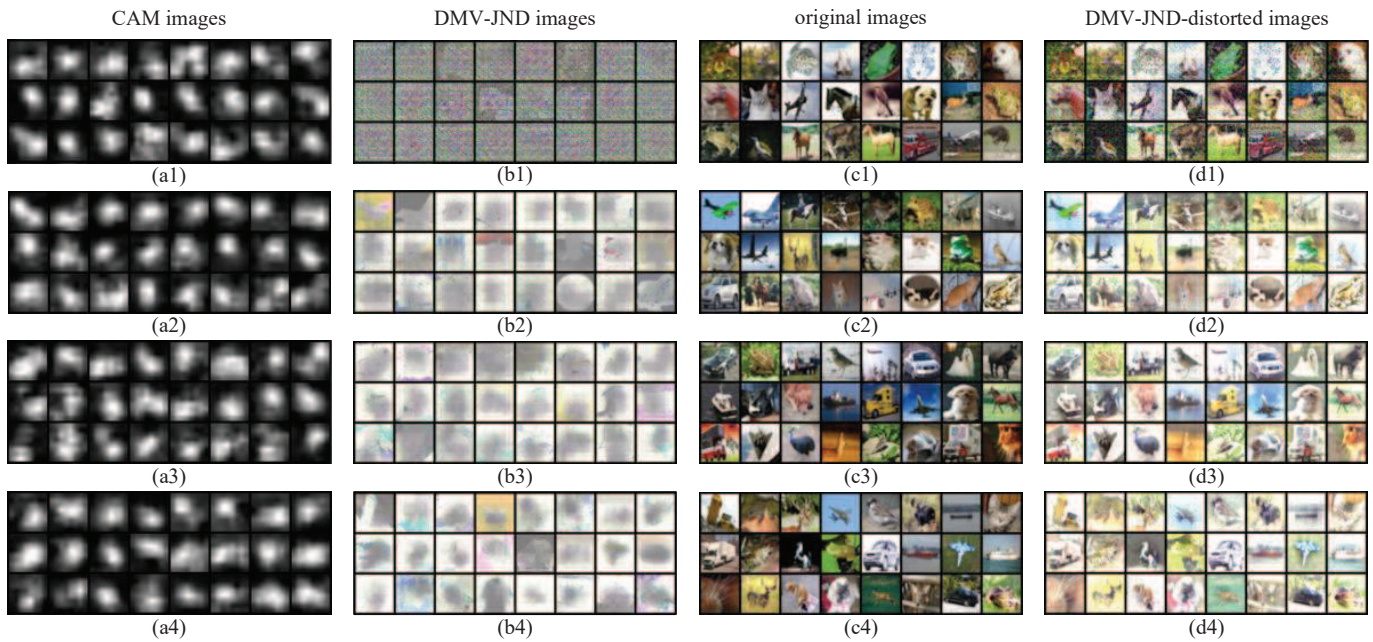 CAM images DMV-JND images original images DMV-JND-distorted images
(a1) (b1) (c1) (d1)
(a2) (b2) (c2) (d2)
(a3) (b3) (c3) (d3)
(a4) (b4) (c4) (d4)